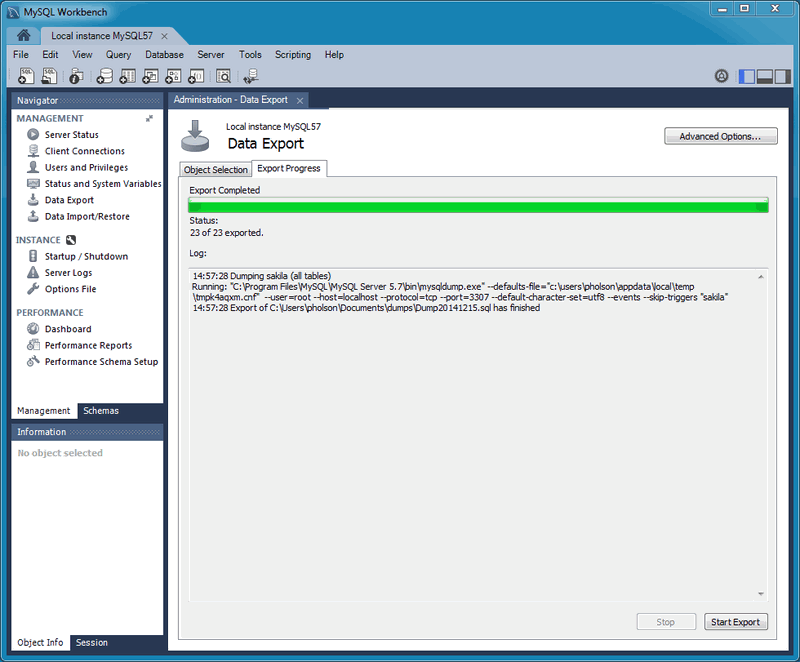 MySQL Workbench
Local instance MySQL57
File Edit View Query Database Server Tools Scripting Help
Navigator
MANAGEMENT
Server Status
Client Connections
Users and Privileges
Status and System Variables
Data Export
Data Import/Restore
INSTANCE
Startup / Shutdown
Server Logs
Options File
PERFORMANCE
Dashboard
Performance Reports
Performance Schema Setup
Management Schemas
Information
No object selected
Object Info Session
Administration - Data Export
Local instance MySQL57
Data Export
Advanced Options...
Object Selection Export Progress
Export Completed
Status:
23 of 23 exported.
Log:
14:57:28 Dumping sakila (all tables)
Running: "C:\Program Files\MySQL\MySQL Server 5.7\bin\mysqldump.exe" --defaults-file="c:\users\pholson\appdata\local\temp
\tmpk4aqxm.cnf" --user=root --host=localhost --protocol=tcp --port=3307 --default-character-set=utf8 --events --skip-triggers "sakila"
14:57:28 Export of C:\Users\pholson\Documents\dumps\Dump20141215.sql has finished
Stop Start Export